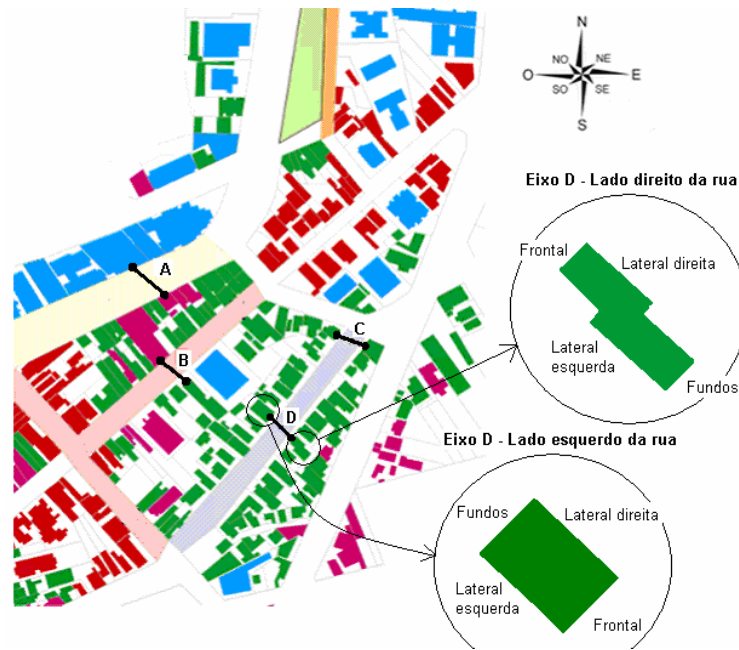 N
NO NE
O E
SO SE
S
A
B
C
D
Eixo D - Lado direito da rua
Frontal
Lateral direita
Lateral
esquerda
Fundos
Eixo D - Lado esquerdo da rua
Fundos
Lateral direita
Lateral
esquerda
Frontal